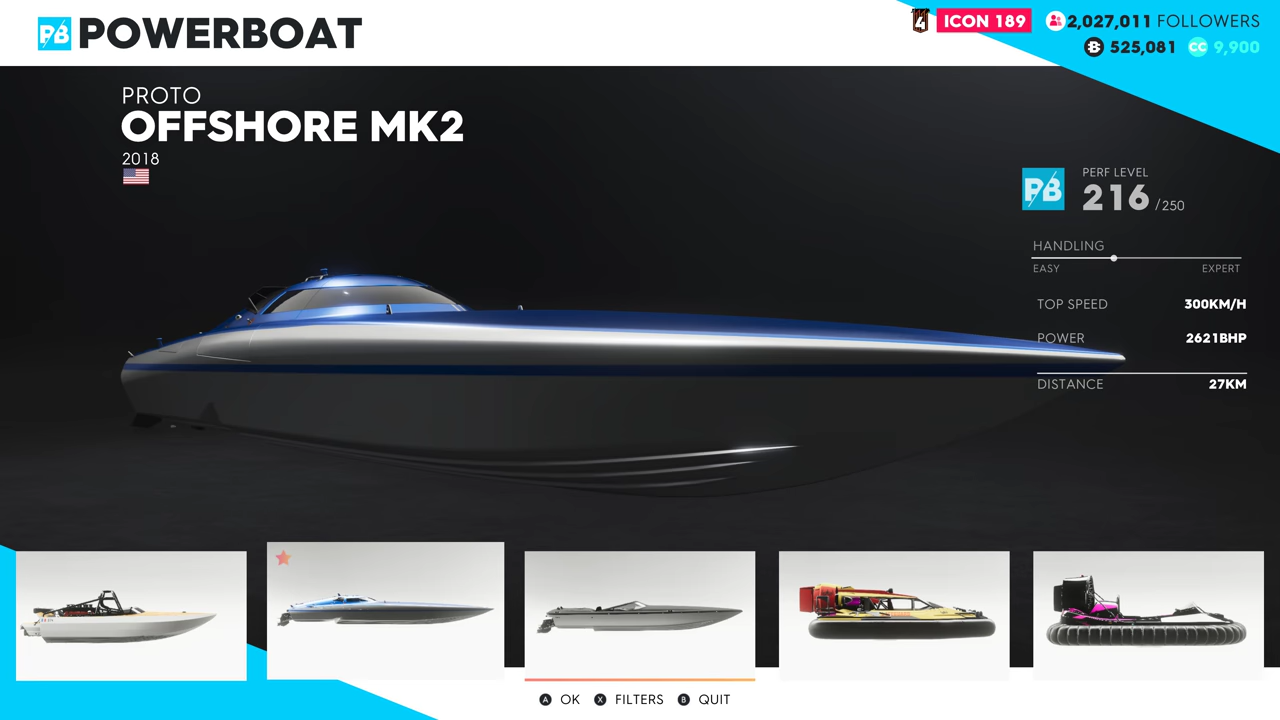 PB POWERBOAT
4 ICON 189 2,027,011 FOLLOWERS
525,081 CC 9,900
PROTO
OFFSHORE MK2
2018
PB PERF LEVEL
216 /250
HANDLING
EASY EXPERT
TOP SPEED 300KM/H
POWER 2621BHP
DISTANCE 27KM
A OK X FILTERS B QUIT